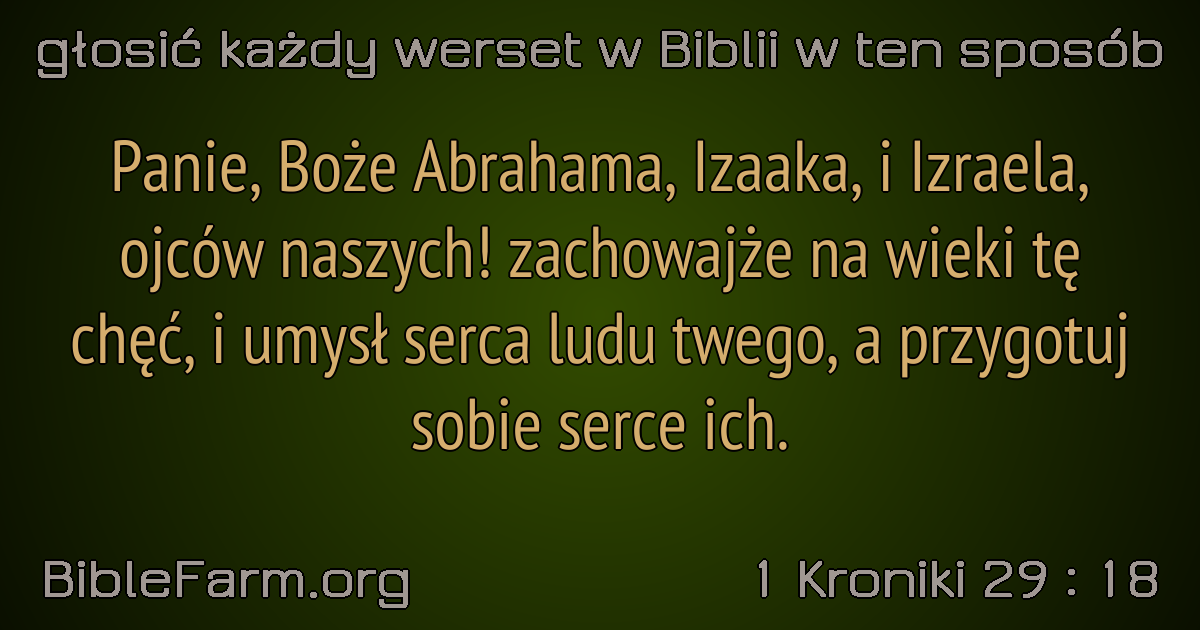 głosić każdy werset w Biblii w ten sposób
Panie, Boże Abrahama, Izaaka, i Izraela,
ojców naszych! zachowajże na wieki tę
chęć, i umysł serca ludu twego, a przygotuj
sobie serce ich.
BibleFarm.org
1 Kroniki 29 : 18